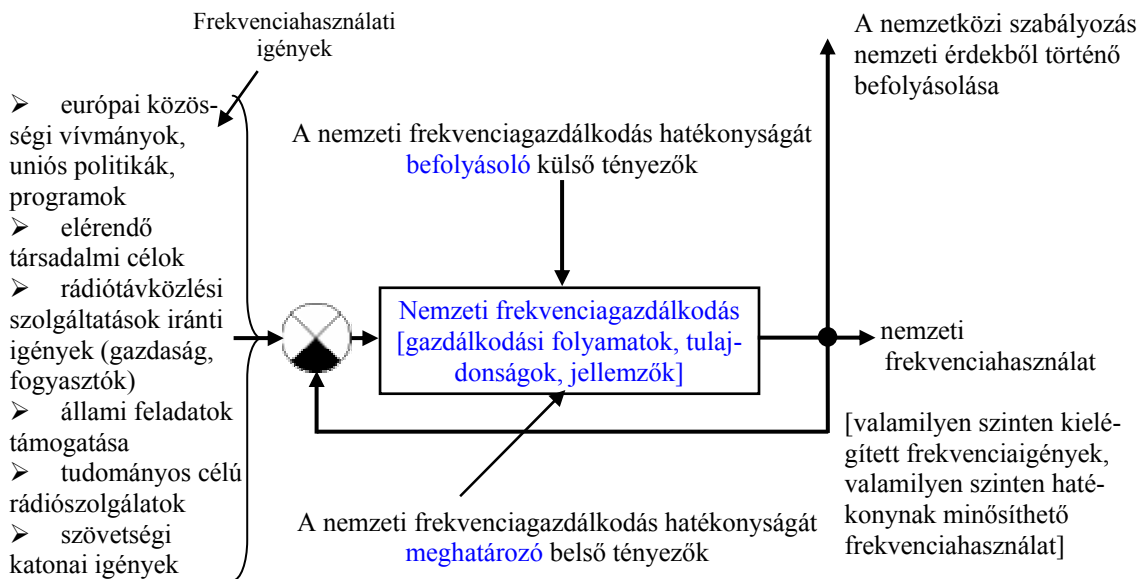 Frekvenciahasználati
igények
➢ európai közös-
ségi vívmányok,
uniós politikák,
programok
➢ elérendő
társadalmi célok
➢ rádiótávközlési
szolgáltatások iránti
igények (gazdaság,
fogyasztók)
➢ állami feladatok
támogatása
➢ tudományos célú
rádiószolgálatok
➢ szövetségi
katonai igények
A nemzeti frekvenciagazdálkodás hatékonyságát
befolyásoló külső tényezők
Nemzeti frekvenciagazdálkodás
[gazdálkodási folyamatok, tulaj-
donságok, jellemzők]
A nemzeti frekvenciagazdálkodás hatékonyságát
meghatározó belső tényezők
A nemzetközi szabályozás
nemzeti érdekből történő
befolyásolása
nemzeti
frekvenciahasználat
[valamilyen szinten kielé-
gített frekvenciaigények,
valamilyen szinten haté-
konynak minősíthető
frekvenciahasználat]